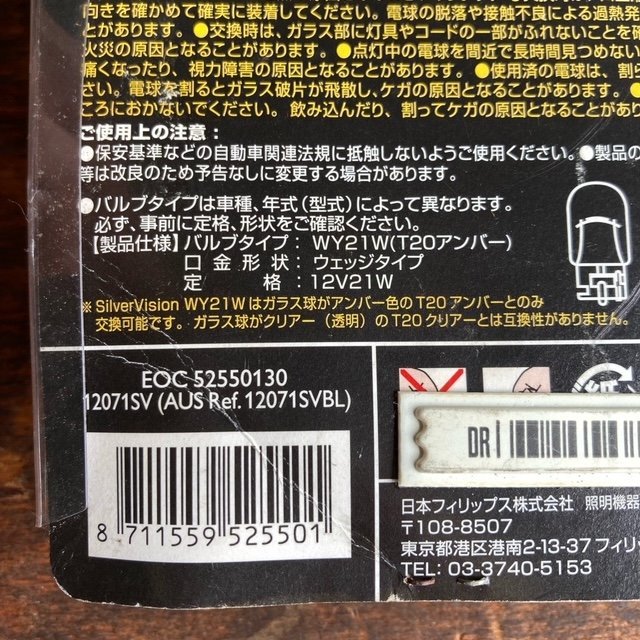 向きを確かめて確実に装着してください。電球の脱落や接触不良による過熱発
とがあります。●交換時は、ガラス部に灯具やコードの一部がふれないことを確
火災の原因となることがあります。●点灯中の電球を間近で長時間見つめない
痛くなったり、視力障害の原因となることがあります。●使用済の電球は、割ら
さい。電球を割るとガラス破片が飛散し、ケガの原因となることがあります。●
ころにおかないでください。飲み込んだり、割ってケガの原因となることがあり
ご使用上の注意：
●保安基準などの自動車関連法規に抵触しないようご使用ください。●製品の
等は改良のため予告なしに変更する場合があります。
●バルブタイプは車種、年式（型式）によって異なります。
必ず、事前に定格、形状をご確認ください。
【製品仕様】バルブタイプ：WY21W(T20アンバー)
口金形状：ウェッジタイプ
定格：12V21W
※SilverVision WY21Wはガラス球がアンバー色のT20アンバーとのみ
交換可能です。ガラス球がクリアー（透明）のT20クリアーとは互換性がありません。
EOC 52550130
12071SV (AUS Ref. 12071SVBL)
8 711559 525501
DR
日本フィリップス株式会社 照明機器
〒108-8507
東京都港区港南2-13-37 フィリ
TEL: 03-3740-5153